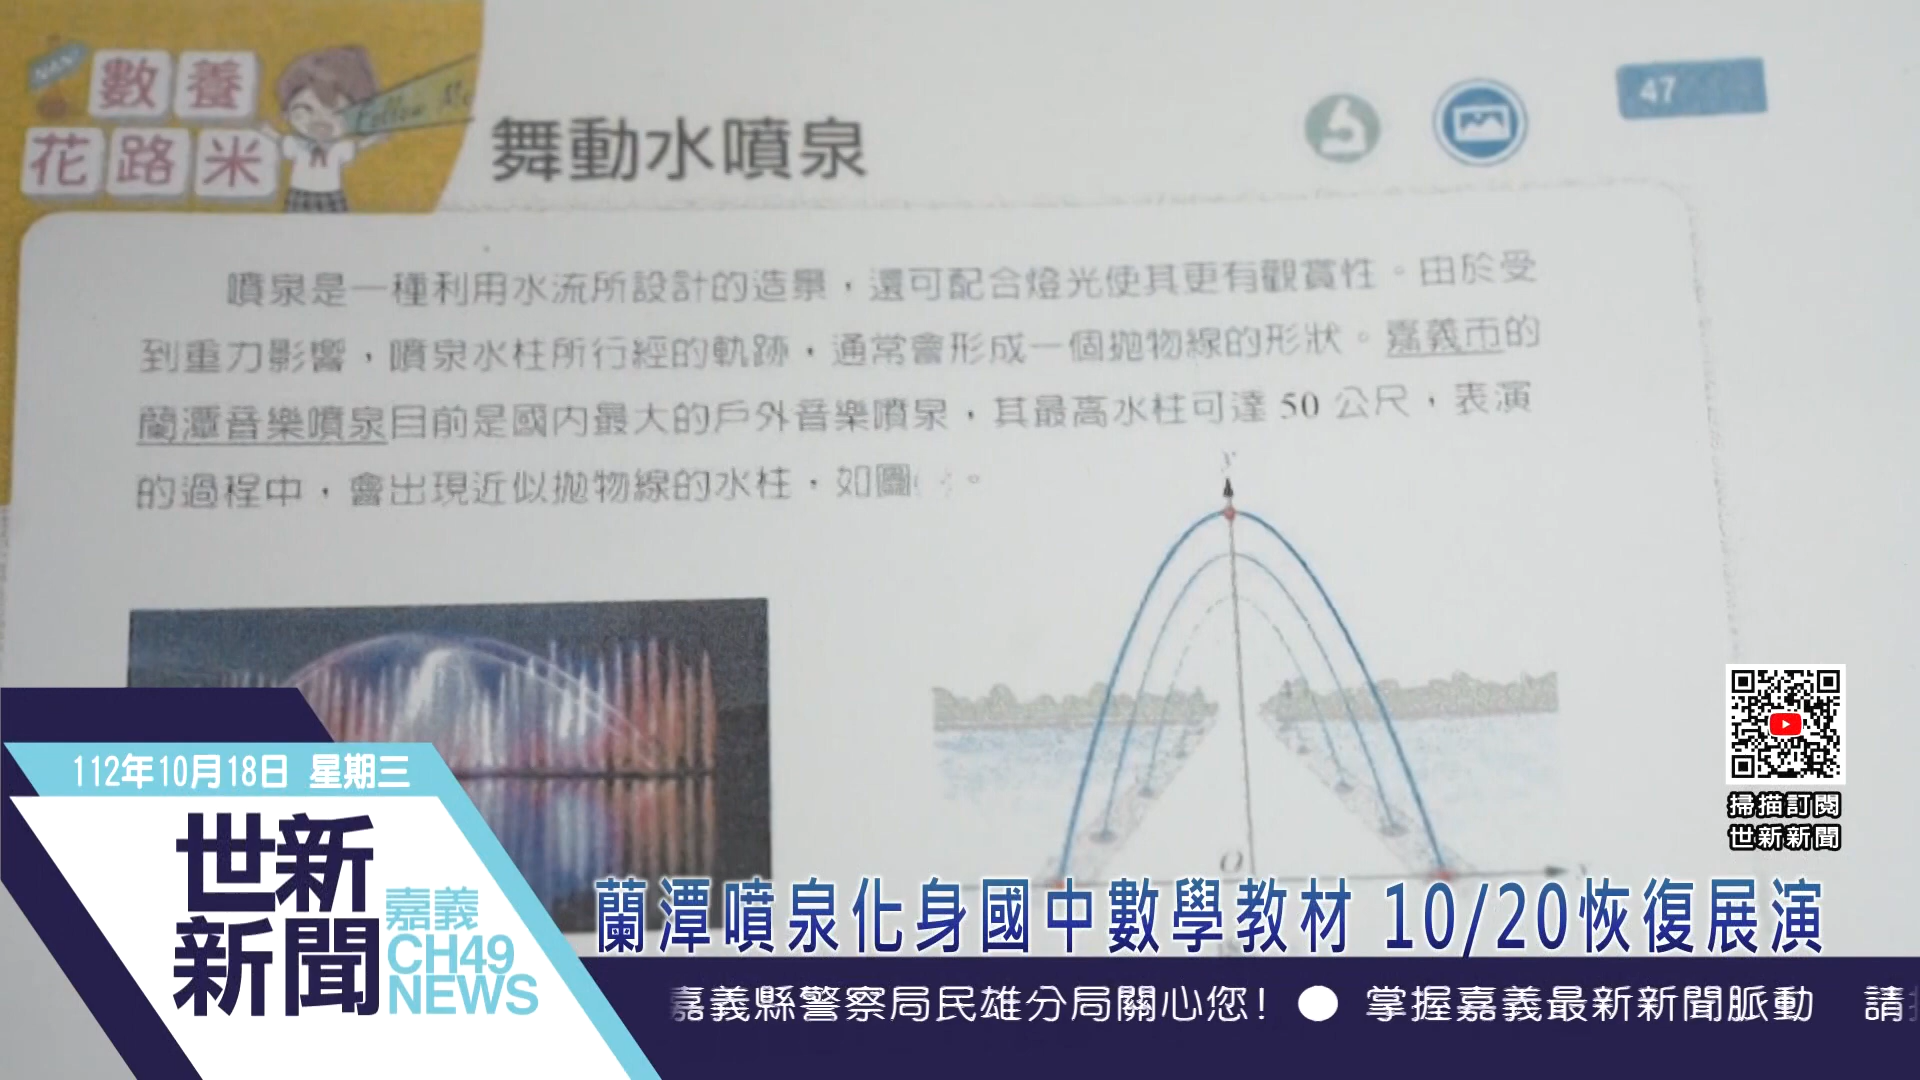 NANI
數養
花路米
Follow Me
舞動水噴泉
47
噴泉是一種利用水流所設計的造景，還可配合燈光使其更有觀賞性。由於受
到重力影響，噴泉水柱所行經的軌跡，通常會形成一個拋物線的形狀。嘉義市的
蘭潭音樂噴泉目前是國內最大的戶外音樂噴泉，其最高水柱可達 50 公尺，表演
的過程中，會出現近似拋物線的水柱，如圖。
y
O
x
掃描訂閱
世新新聞
112年10月18日 星期三
世新
新聞
嘉義
CH49
NEWS
蘭潭噴泉化身國中數學教材 10/20恢復展演
嘉義縣警察局民雄分局關心您! ● 掌握嘉義最新新聞脈動 請